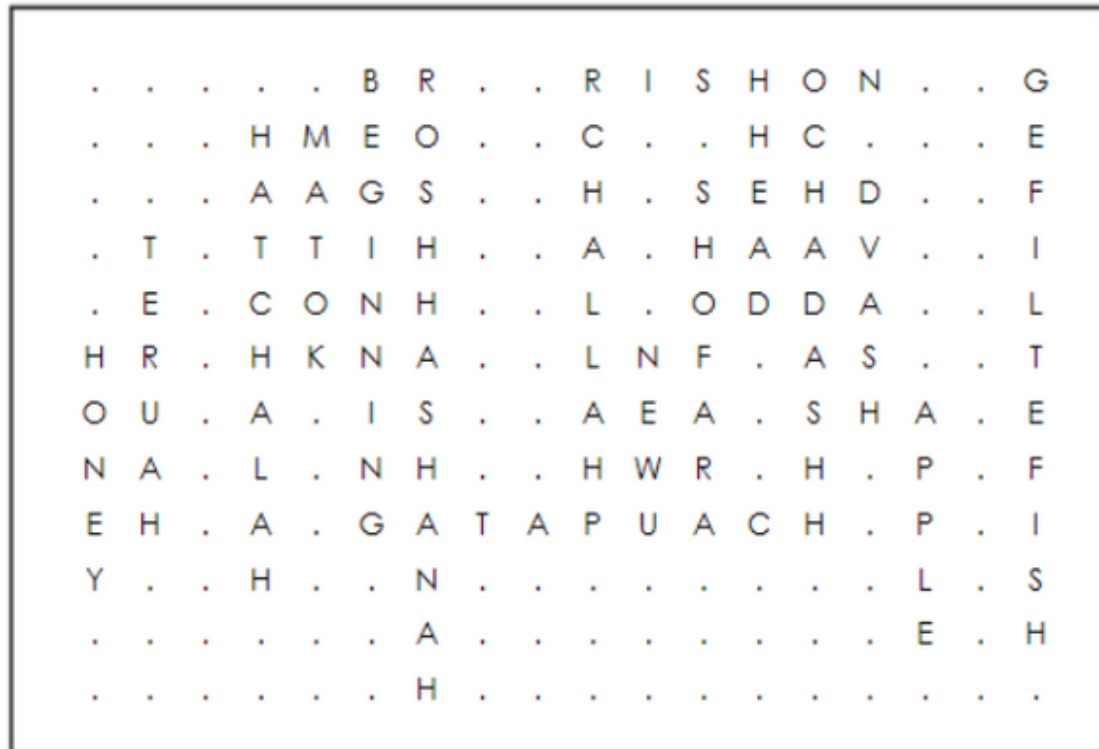 . . . . . B R . . R I S H O N . . G
. . . H M E O . . C . . H C . . . E
. . . A A G S . . H . S E H D . . F
. T . T T I H . . A . H A A V . . I
. E . C O N H . . L . O D D A . . L
H R . H K N A . . L N F . A S . . T
O U . A . I S . . A E A . S H A . E
N A . L . N H . . H W R . H . P . F
E H . A . G A T A P U A C H . P . I
Y . . H . . N . . . . . . . . L . S
. . . . . . A . . . . . . . . E . H
. . . . . . H . . . . . . . . . . .